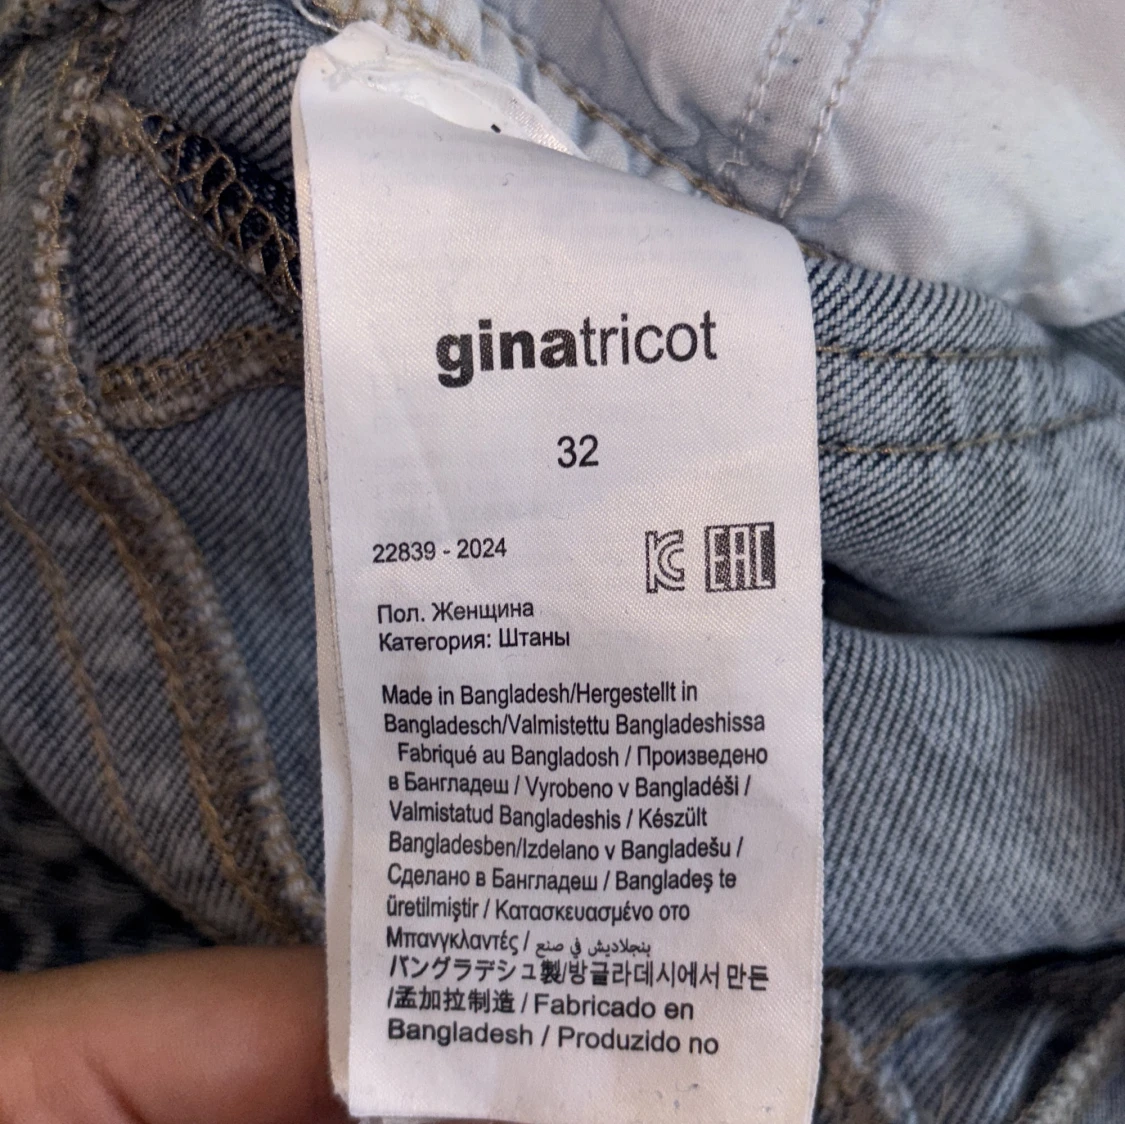 ginatricot
32
22839 - 2024
KC EAC
Пол. Женщина
Категория: Штаны
Made in Bangladesh/Hergestellt in
Bangladesch/Valmistettu Bangladeshissa
Fabriqué au Bangladosh / Произведено
в Бангладеш / Vyrobeno v Bangladéši /
Valmistatud Bangladeshis / Készült
Bangladesben/Izdelano v Bangladešu /
Сделано в Бангладеш / Bangladeş te
üretilmiştir / Κατασκευασμένο οτο
Μπανγκλαντές / بنجلاديش في صنع
バングラデシュ製/방글라데시에서 만든
/孟加拉制造 / Fabricado en
Bangladesh / Produzido no